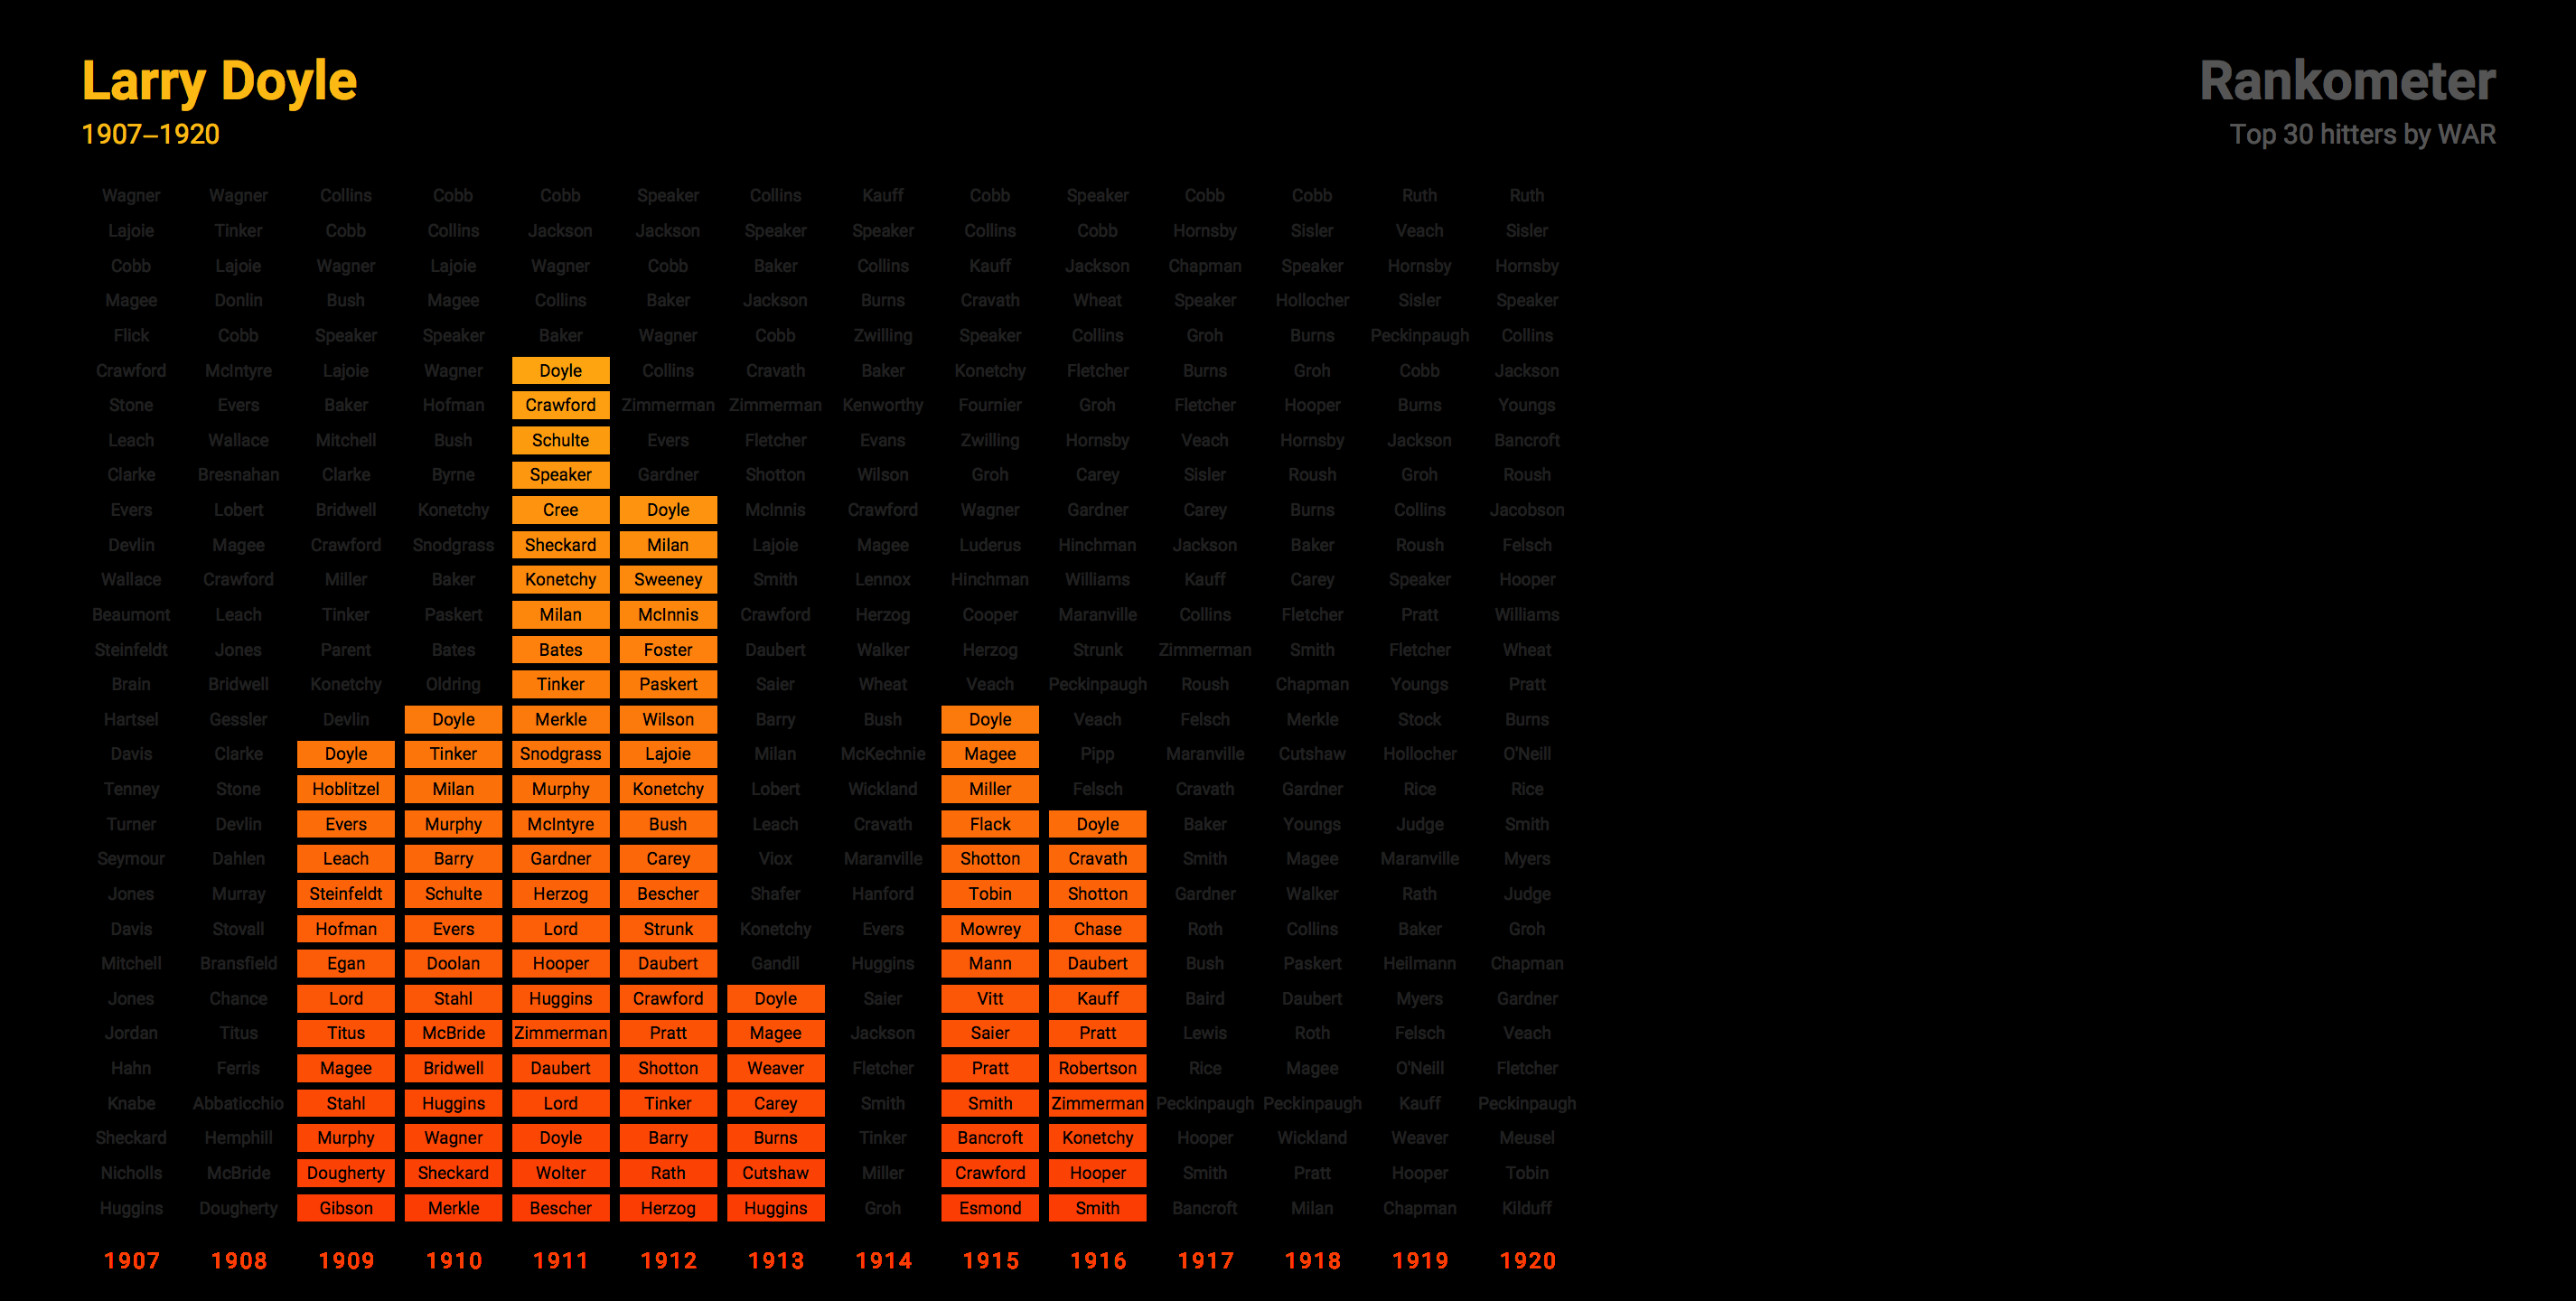 Larry Doyle
1907–1920
Rankometer
Top 30 hitters by WAR
Wagner Wagner Collins Cobb Cobb Speaker Collins Kauff Cobb Speaker Cobb Cobb Ruth Ruth
Lajoie Tinker Cobb Collins Jackson Jackson Speaker Speaker Collins Cobb Hornsby Sisler Veach Sisler
Cobb Lajoie Wagner Lajoie Wagner Cobb Baker Collins Kauff Jackson Chapman Speaker Hornsby Hornsby
Magee Donlin Bush Magee Collins Baker Jackson Burns Cravath Wheat Speaker Hollocher Sisler Speaker
Flick Cobb Speaker Speaker Baker Wagner Cobb Zwilling Speaker Collins Groh Burns Peckinpaugh Collins
Crawford McIntyre Lajoie Wagner Doyle Collins Cravath Baker Konetchy Fletcher Burns Groh Cobb Jackson
Stone Evers Baker Hofman Crawford Zimmerman Zimmerman Kenworthy Fournier Groh Fletcher Hooper Burns Youngs
Leach Wallace Mitchell Bush Schulte Evers Fletcher Evans Zwilling Hornsby Veach Hornsby Jackson Bancroft
Clarke Bresnahan Clarke Byrne Speaker Gardner Shotton Wilson Groh Carey Sisler Roush Groh Roush
Evers Lobert Bridwell Konetchy Cree Doyle McInnis Crawford Wagner Gardner Carey Burns Collins Jacobson
Devlin Magee Crawford Snodgrass Sheckard Milan Lajoie Magee Luderus Hinchman Jackson Baker Roush Felsch
Wallace Crawford Miller Baker Konetchy Sweeney Smith Lennox Hinchman Williams Kauff Carey Speaker Hooper
Beaumont Leach Tinker Paskert Milan McInnis Crawford Herzog Cooper Maranville Collins Fletcher Pratt Williams
Steinfeldt Jones Parent Bates Bates Foster Daubert Walker Herzog Strunk Zimmerman Smith Fletcher Wheat
Brain Bridwell Konetchy Oldring Tinker Paskert Saier Wheat Veach Peckinpaugh Roush Chapman Youngs Pratt
Hartsel Gessler Devlin Doyle Merkle Wilson Barry Bush Doyle Veach Felsch Merkle Stock Burns
Davis Clarke Doyle Tinker Snodgrass Lajoie Milan McKechnie Magee Pipp Maranville Cutshaw Hollocher O'Neill
Tenney Stone Hoblitzel Milan Murphy Konetchy Lobert Wickland Miller Felsch Cravath Gardner Rice Rice
Turner Devlin Evers Murphy McIntyre Bush Leach Cravath Flack Doyle Baker Youngs Judge Smith
Seymour Dahlen Leach Barry Gardner Carey Viox Maranville Shotton Cravath Smith Magee Maranville Myers
Jones Murray Steinfeldt Schulte Herzog Bescher Shafer Hanford Tobin Shotton Gardner Walker Rath Judge
Davis Stovall Hofman Evers Lord Strunk Konetchy Evers Mowrey Chase Roth Collins Baker Groh
Mitchell Bransfield Egan Doolan Hooper Daubert Gandil Huggins Mann Daubert Bush Paskert Heilmann Chapman
Jones Chance Lord Stahl Huggins Crawford Doyle Saier Vitt Kauff Baird Daubert Myers Gardner
Jordan Titus Titus McBride Zimmerman Pratt Magee Jackson Saier Pratt Lewis Roth Felsch Veach
Hahn Ferris Magee Bridwell Daubert Shotton Weaver Fletcher Pratt Robertson Rice Magee O'Neill Fletcher
Knabe Abbaticchio Stahl Huggins Lord Tinker Carey Smith Smith Zimmerman Peckinpaugh Peckinpaugh Kauff Peckinpaugh
Sheckard Hemphill Murphy Wagner Doyle Barry Burns Tinker Bancroft Konetchy Hooper Wickland Weaver Meusel
Nicholls McBride Dougherty Sheckard Wolter Rath Cutshaw Miller Crawford Hooper Smith Pratt Hooper Tobin
Huggins Dougherty Gibson Merkle Bescher Herzog Huggins Groh Esmond Smith Bancroft Milan Chapman Kilduff
1907 1908 1909 1910 1911 1912 1913 1914 1915 1916 1917 1918 1919 1920